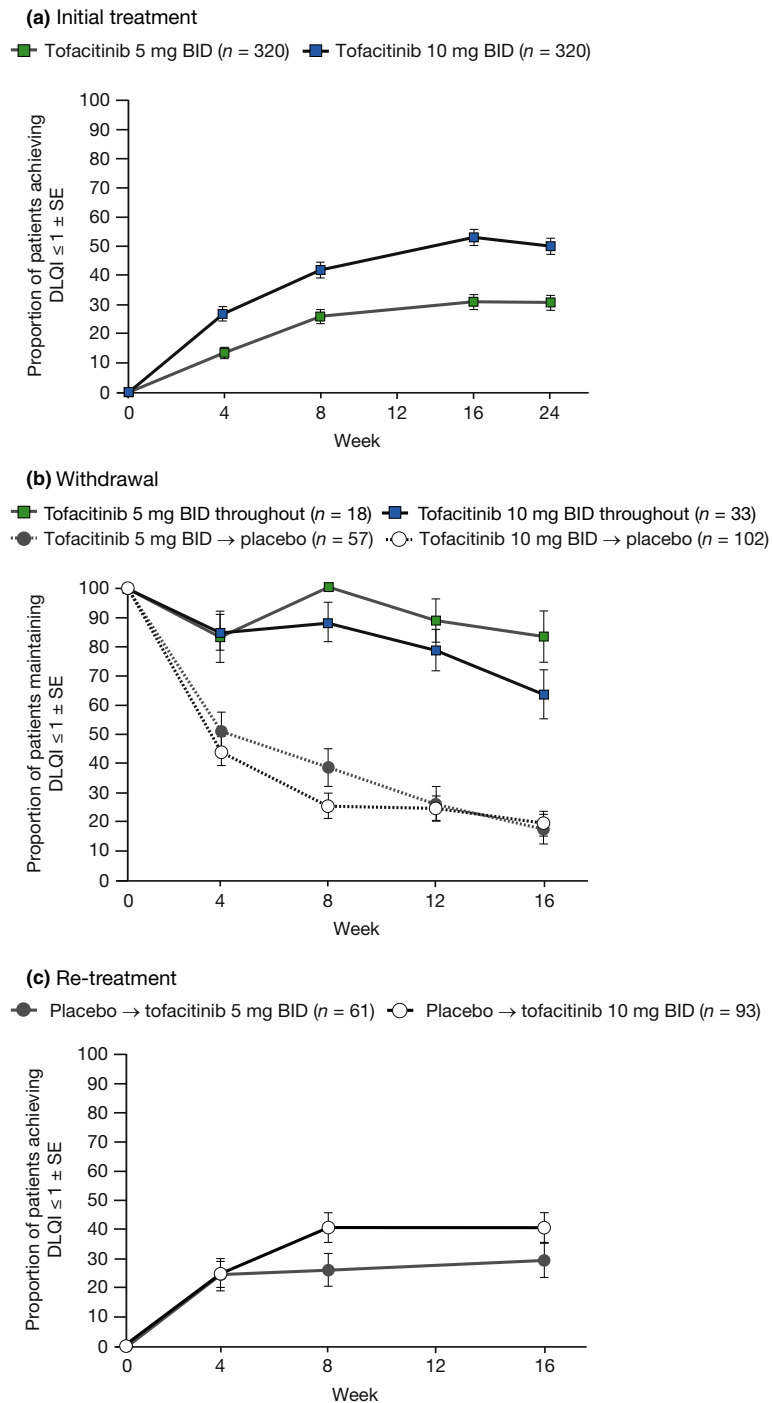 (a) Initial treatment
Tofacitinib 5 mg BID (n = 320) Tofacitinib 10 mg BID (n = 320)
Proportion of patients achieving
DLQI ≤ 1 ± SE
100
90
80
70
60
50
40
30
20
10
0
0 4 8 12 16 24
Week
(b) Withdrawal
Tofacitinib 5 mg BID throughout (n = 18) Tofacitinib 10 mg BID throughout (n = 33)
Tofacitinib 5 mg BID → placebo (n = 57) Tofacitinib 10 mg BID → placebo (n = 102)
Proportion of patients maintaining
DLQI ≤ 1 ± SE
100
90
80
70
60
50
40
30
20
10
0
0 4 8 12 16
Week
(c) Re-treatment
Placebo → tofacitinib 5 mg BID (n = 61) Placebo → tofacitinib 10 mg BID (n = 93)
Proportion of patients achieving
DLQI ≤ 1 ± SE
100
90
80
70
60
50
40
30
20
10
0
0 4 8 12 16
Week